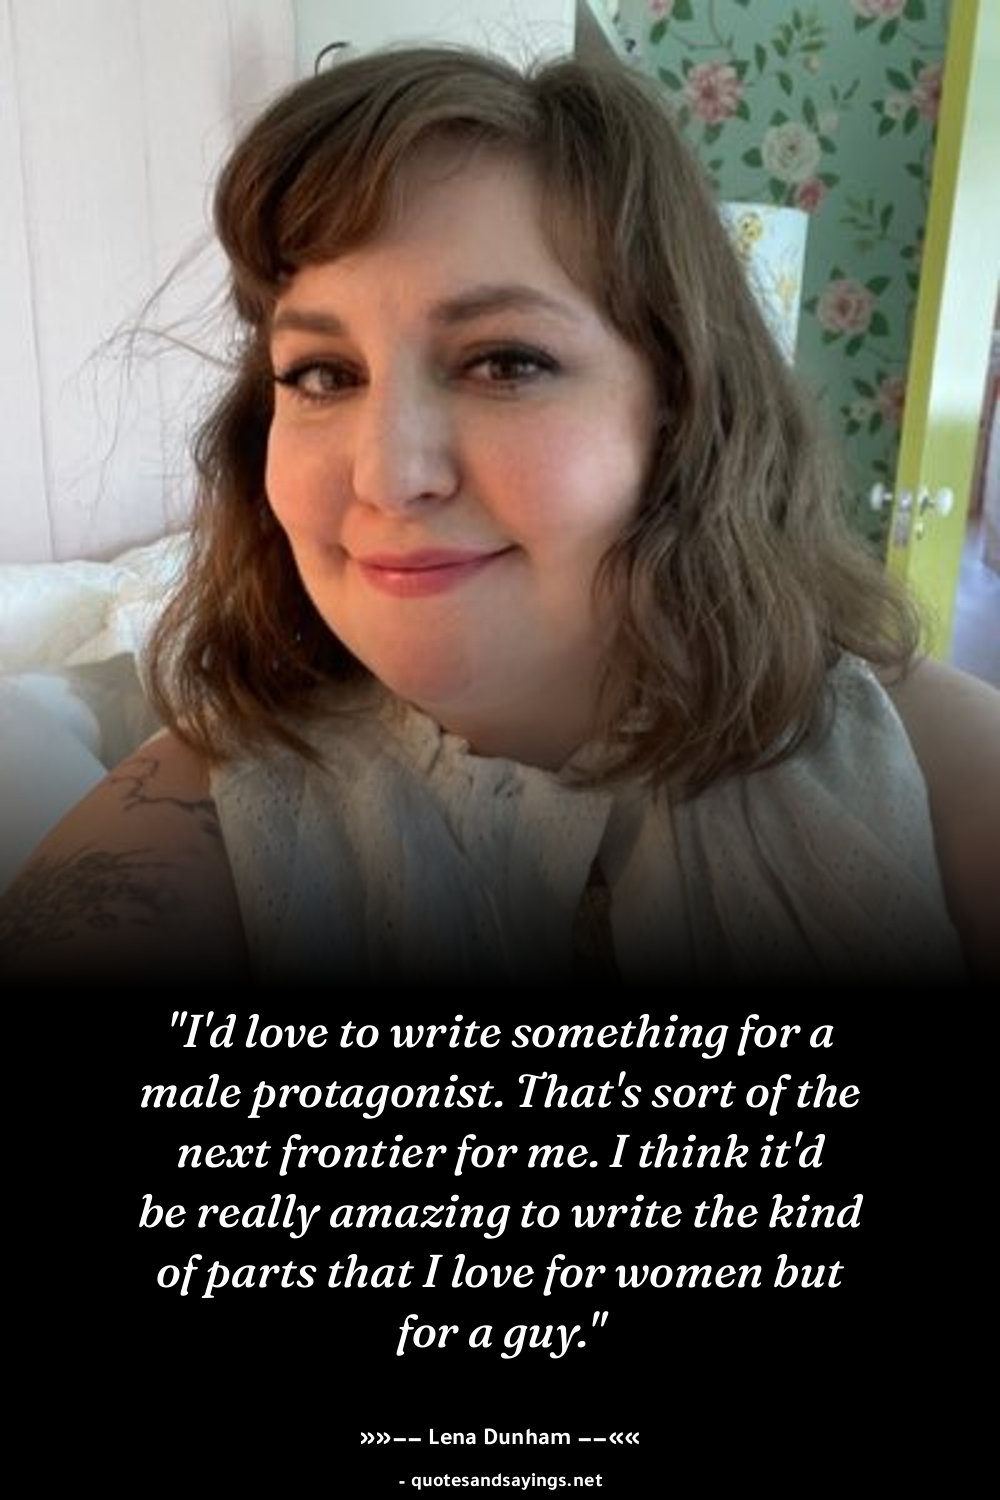 "I'd love to write something for a
male protagonist. That's sort of the
next frontier for me. I think it'd
be really amazing to write the kind
of parts that I love for women but
for a guy."
»»–– Lena Dunham ––««
- quotesandsayings.net